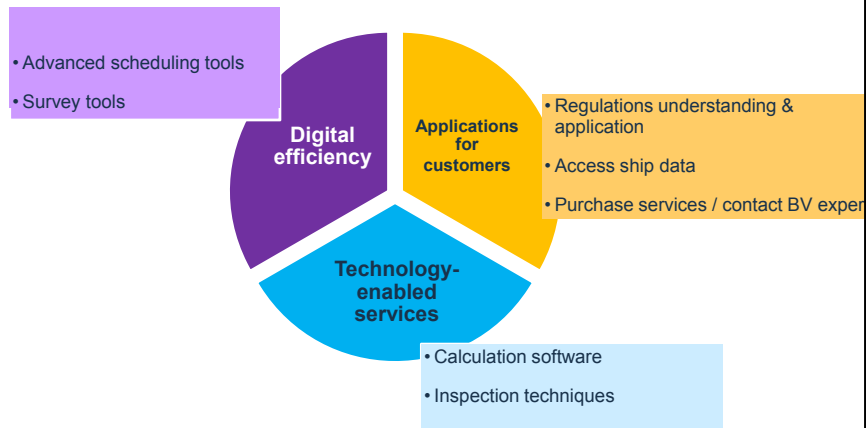 • Advanced scheduling tools
• Survey tools
Digital
efficiency
Applications
for
customers
• Regulations understanding &
application
• Access ship data
• Purchase services / contact BV exper
Technology-
enabled
services
• Calculation software
• Inspection techniques